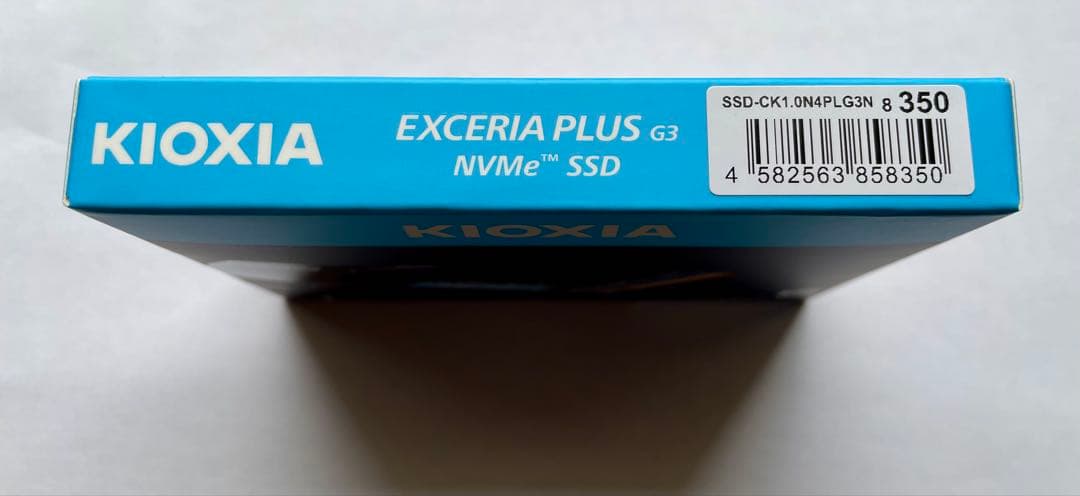 KIOXIA
EXCERIA PLUS G3
NVMe™ SSD
SSD-CK1.0N4PLG3N 8 350
4 582563 858350
KIOXIA